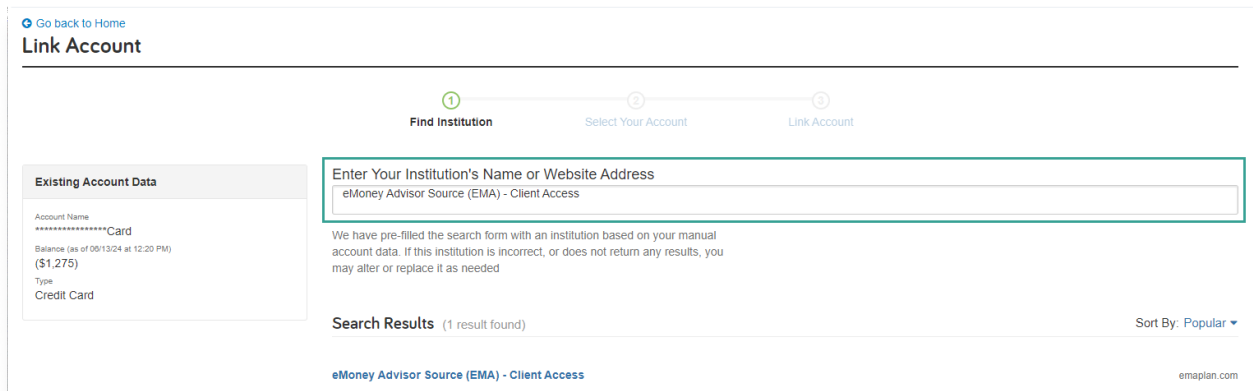 Go back to Home
Link Account
1
2
3
Find Institution
Select Your Account
Link Account
Existing Account Data
Account Name
****************Card
Balance (as of 06/13/24 at 12:20 PM)
($1,275)
Type
Credit Card
Enter Your Institution's Name or Website Address
eMoney Advisor Source (EMA) - Client Access
We have pre-filled the search form with an institution based on your manual
account data. If this institution is incorrect, or does not return any results, you
may alter or replace it as needed
Search Results (1 result found)
Sort By: Popular
eMoney Advisor Source (EMA) - Client Access
emaplan.com